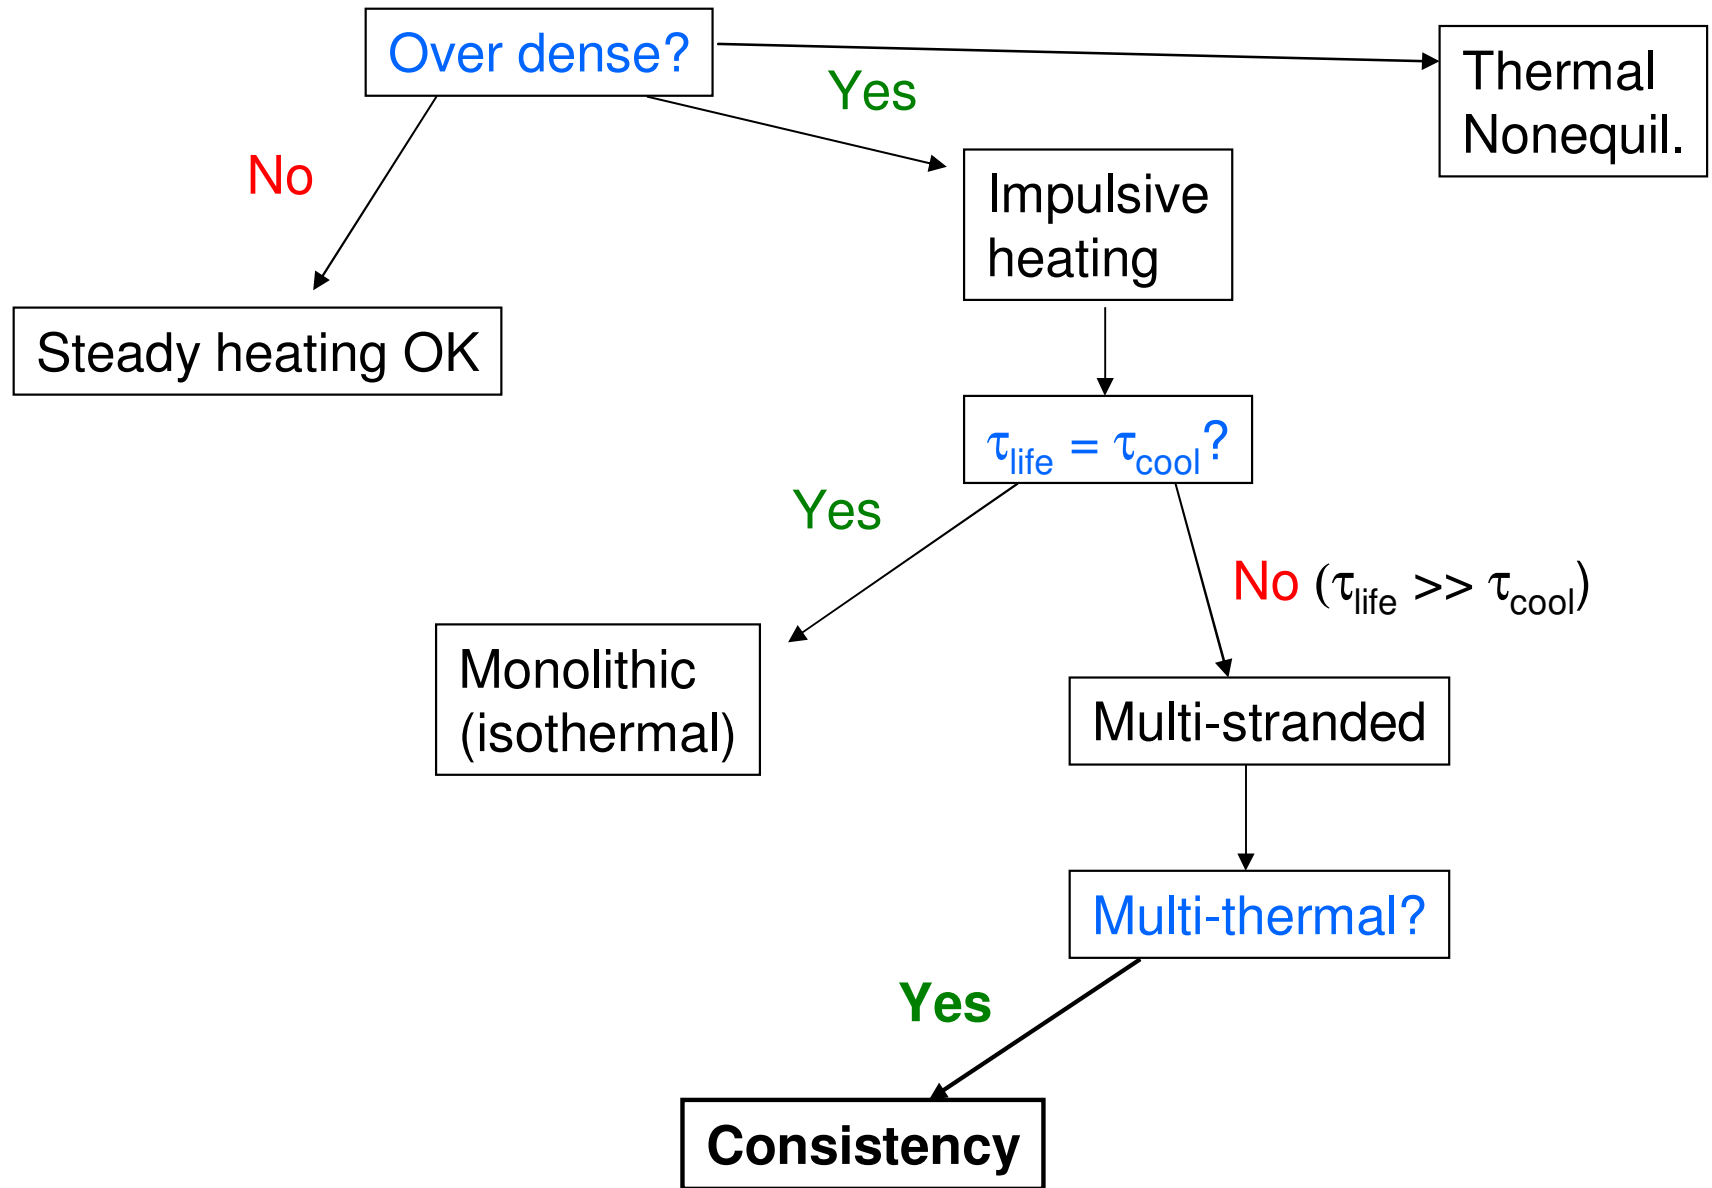 Over dense?
Thermal
Nonequil.
Yes
No
Impulsive
heating
Steady heating OK
τlife = τcool?
Yes
No (τlife >> τcool)
Monolithic
(isothermal)
Multi-stranded
Multi-thermal?
Yes
Consistency